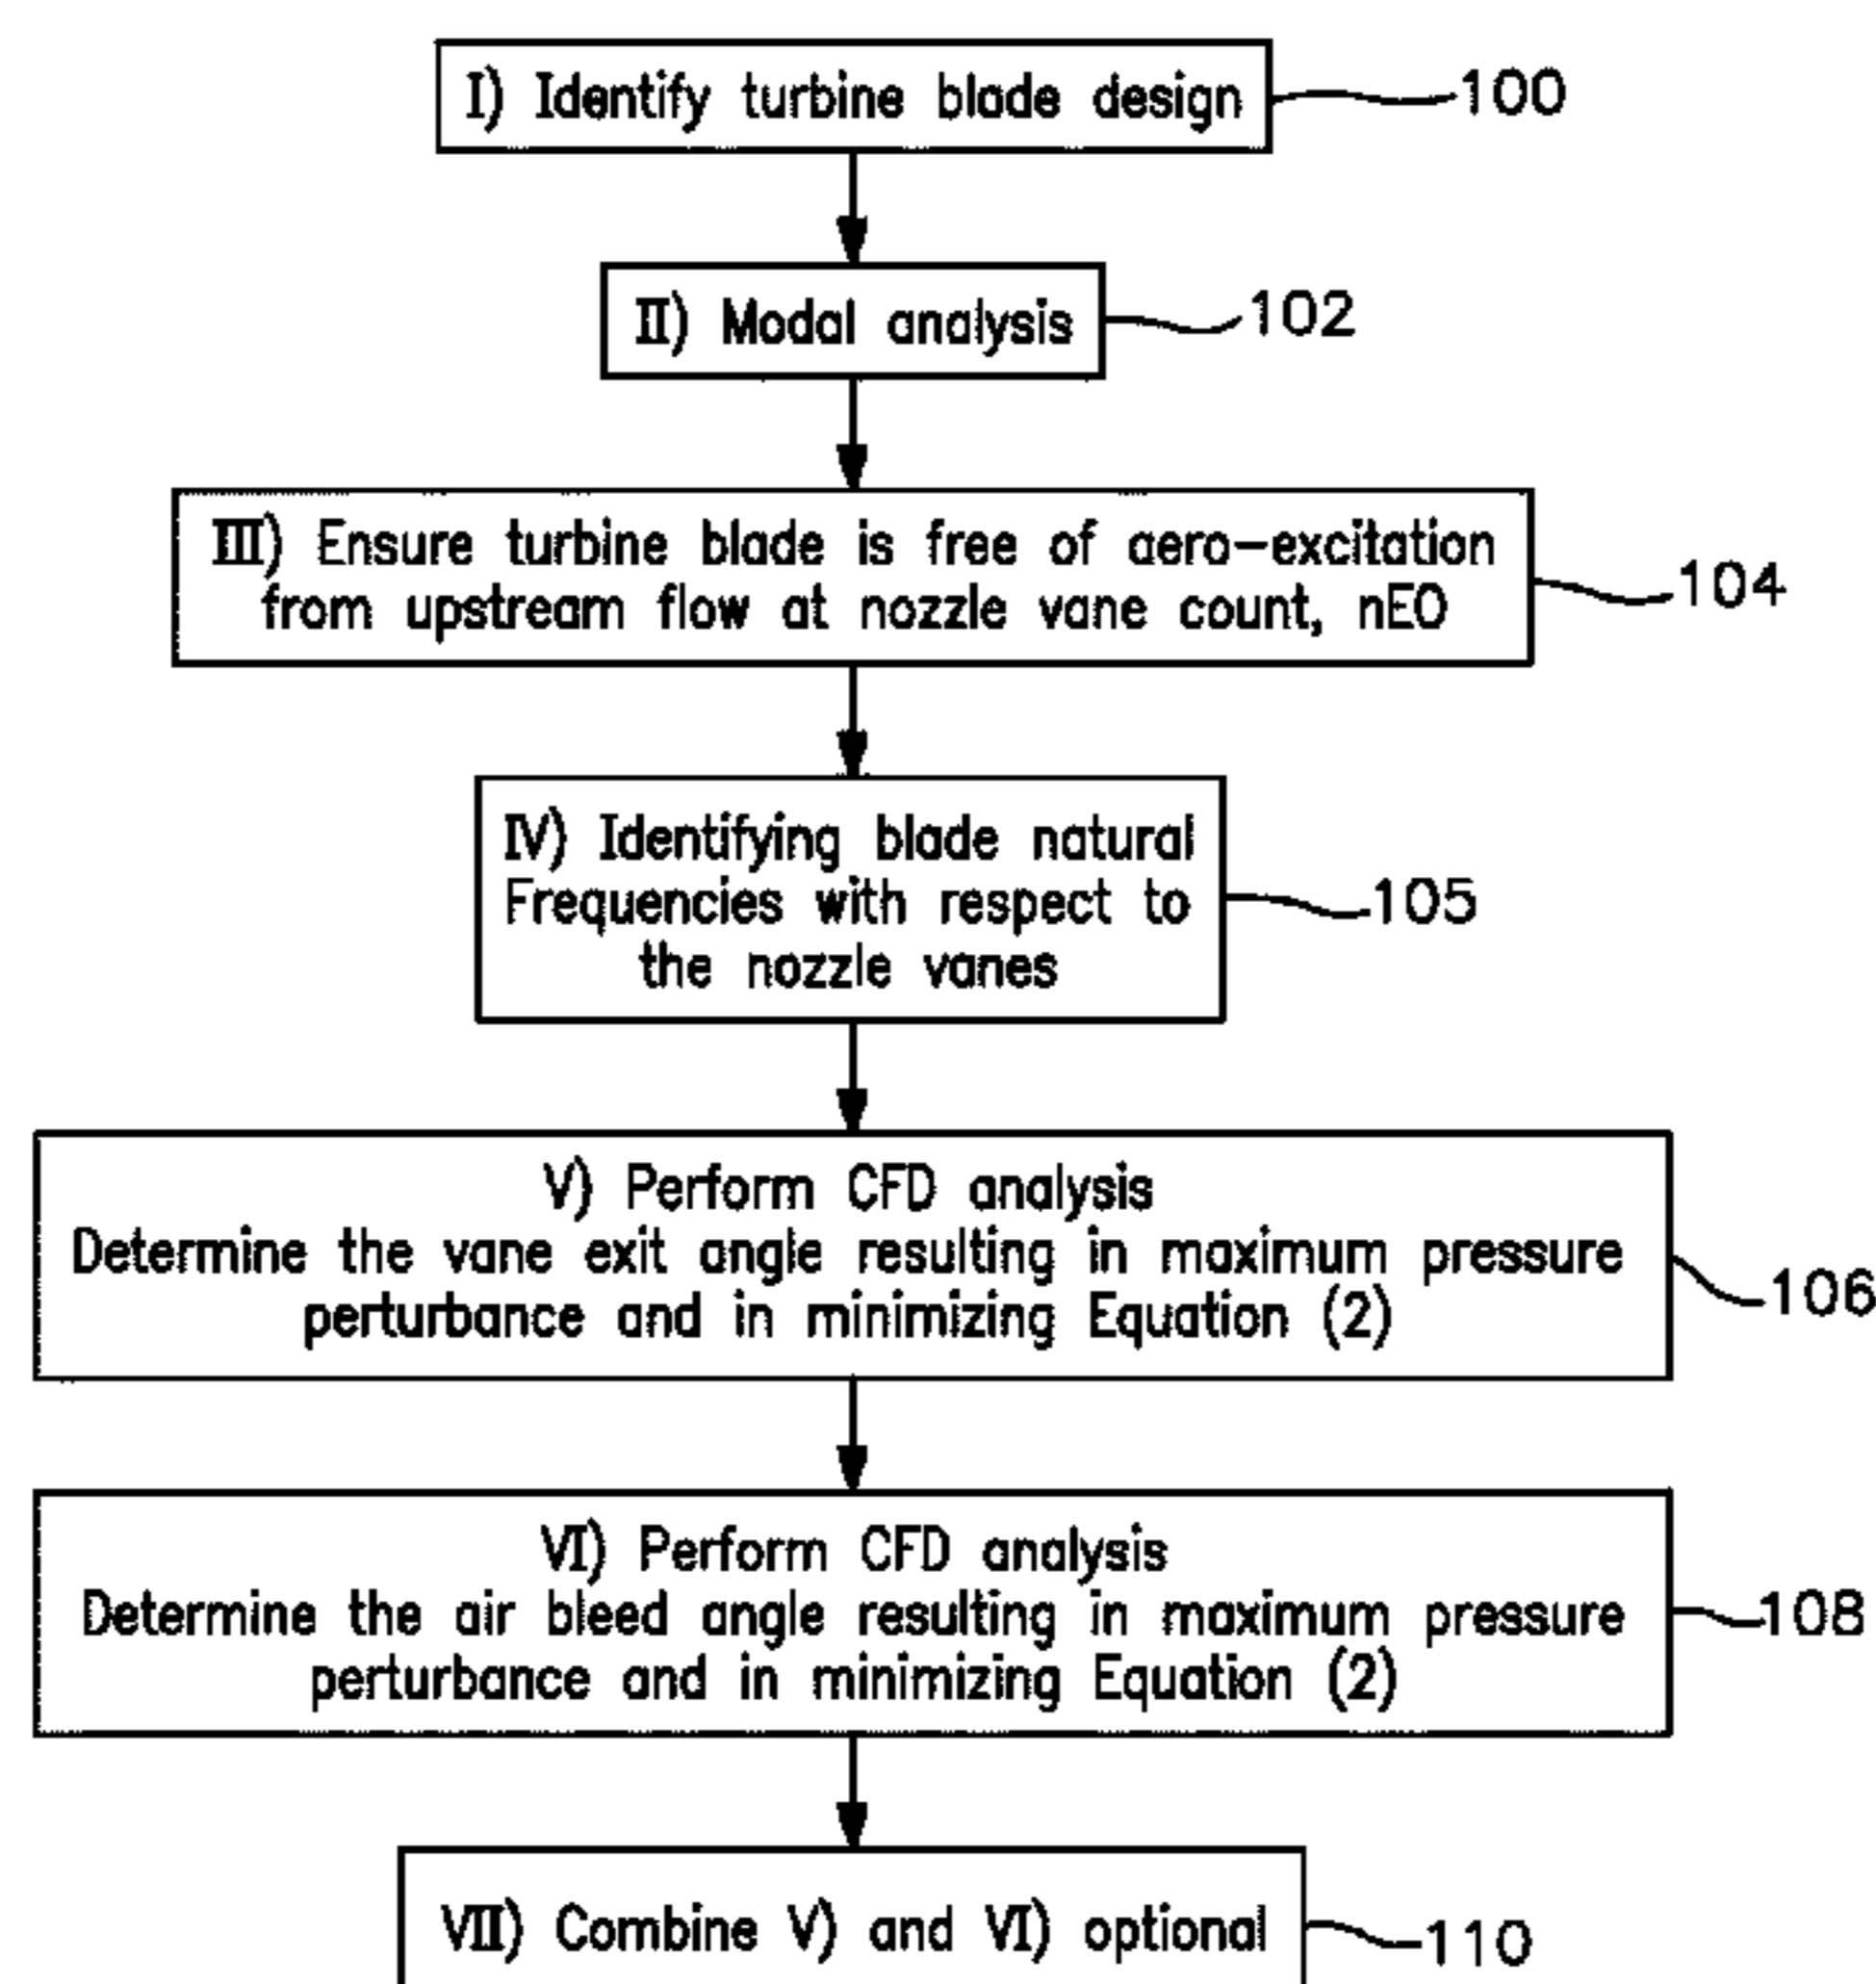 I) Identify turbine blade design
100
II) Modal analysis
102
III) Ensure turbine blade is free of aero-excitation
from upstream flow at nozzle vane count, nEO
104
IV) Identifying blade natural
Frequencies with respect to
the nozzle vanes
105
V) Perform CFD analysis
Determine the vane exit angle resulting in maximum pressure
perturbance and in minimizing Equation (2)
106
VI) Perform CFD analysis
Determine the air bleed angle resulting in maximum pressure
perturbance and in minimizing Equation (2)
108
VII) Combine V) and VI) optional
110